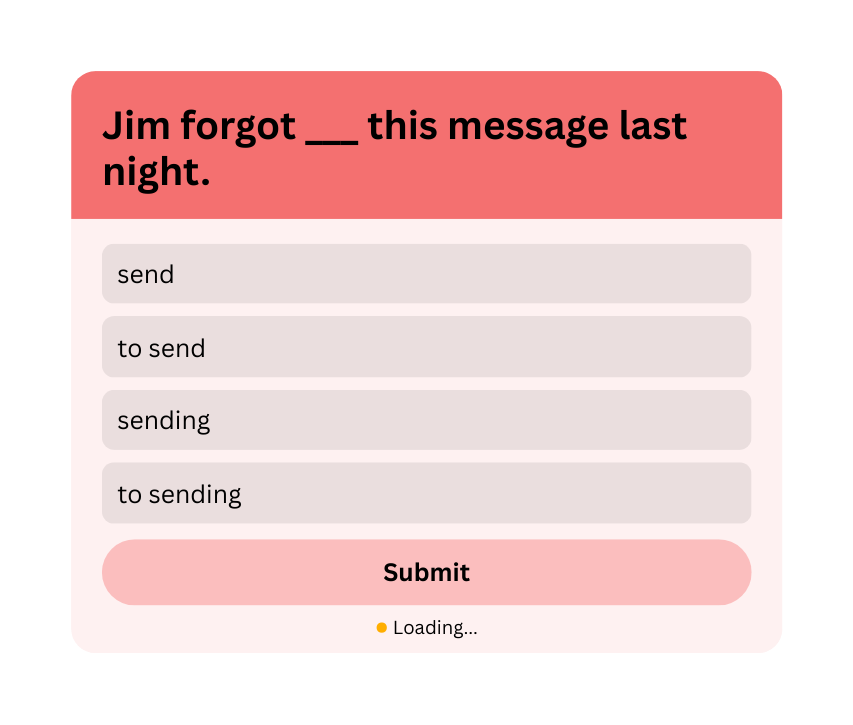 Jim forgot ___ this message last
night.
send
to send
sending
to sending
Submit
Loading...